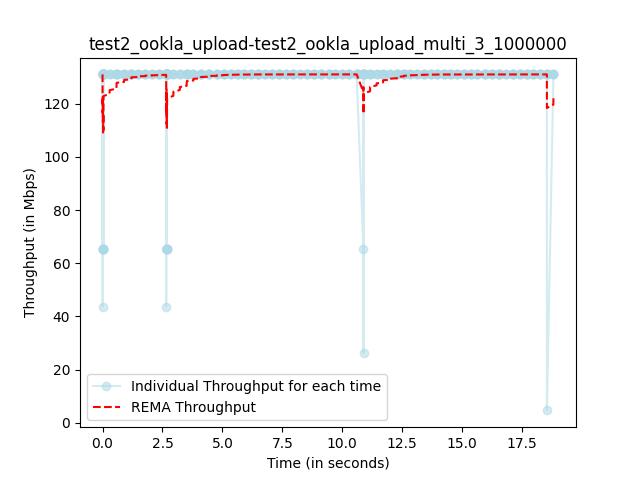 test2_ookla_upload-test2_ookla_upload_multi_3_1000000
Throughput (in Mbps)
120
100
80
60
40
20
0
Individual Throughput for each time
REMA Throughput
0.0 2.5 5.0 7.5 10.0 12.5 15.0 17.5
Time (in seconds)